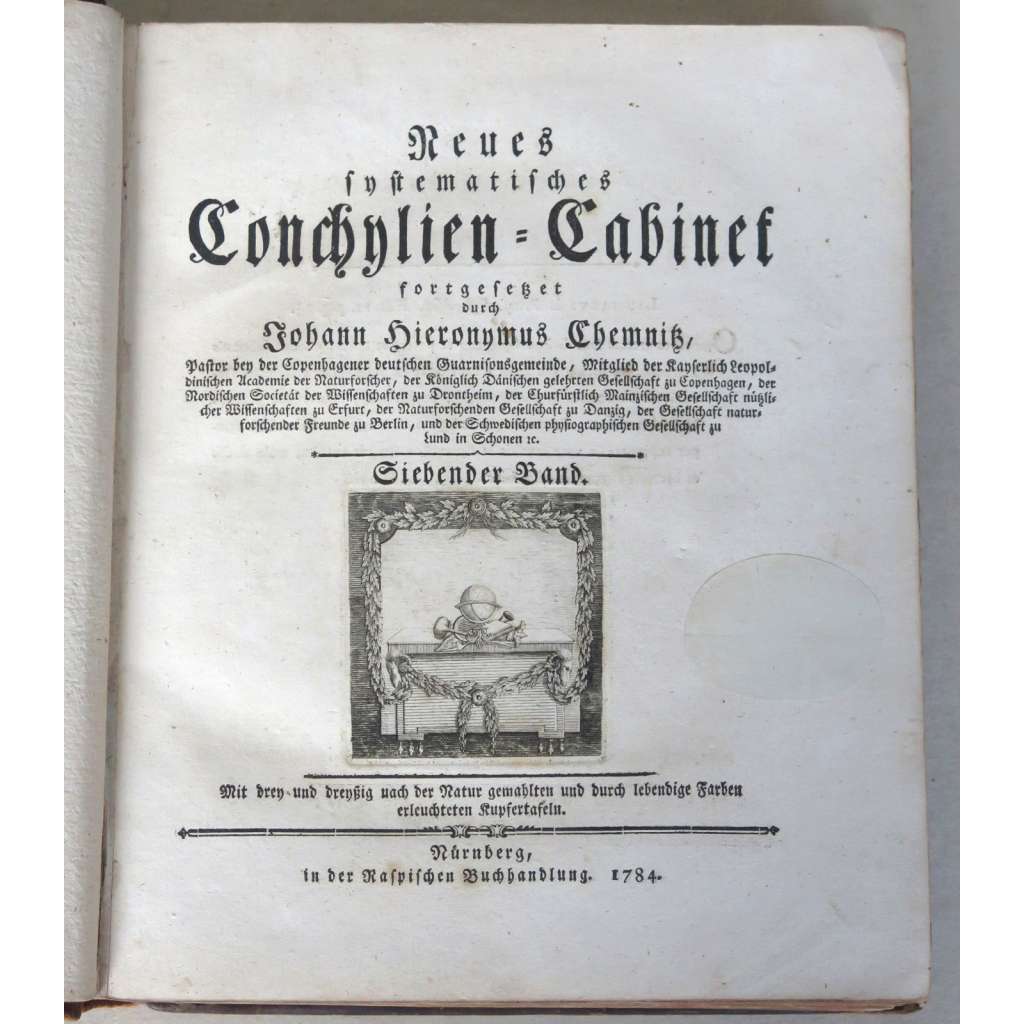 Neues
systematisches
Conchylien-Cabinet
fortgesetzet
durch
Johann Hieronymus Chemnitz,
Pastor bey der Copenhagener deutschen Guarnisonsgemeinde, Mitglied der Kayserlich Leopol-
dinischen Academie der Naturforscher, der Königlich Dänischen gelehrten Gesellschaft zu Copenhagen, der
Nordischen Societät der Wissenschaften zu Drontheim, der Churfürstlich Mainzischen Gesellschaft nützli-
cher Wissenschaften zu Erfurt, der Naturforschenden Gesellschaft zu Danzig, der Gesellschaft natur-
forschender Freunde zu Berlin, und der Schwedischen physiographischen Gesellschaft zu
Lund in Schonen ꝛc.
Siebender Band.
Mit drey und dreyßig nach der Natur gemahlten und durch lebendige Farben
erleuchteten Kupfertafeln.
Nürnberg,
in der Raspischen Buchhandlung. 1784.